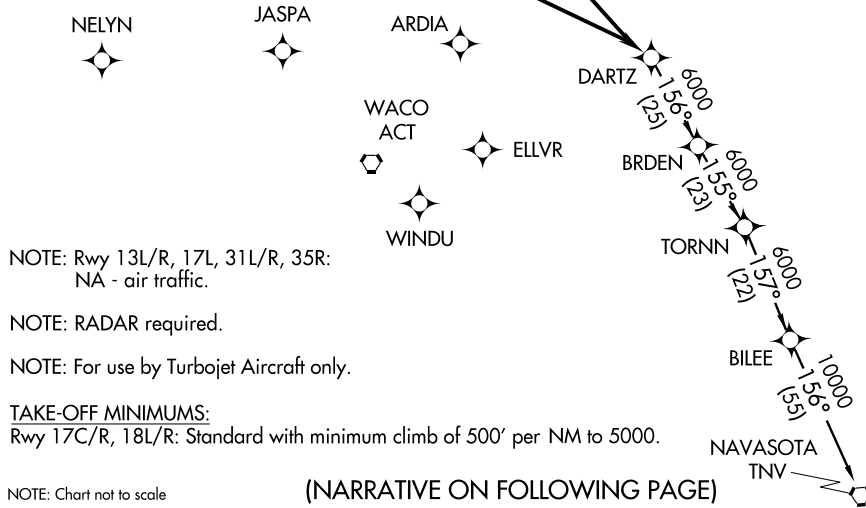 NELYN
JASPA
ARDIA
DARTZ
6000
156°
(25)
WACO
ACT
ELLVR
BRDEN
6000
155°
(23)
WINDU
TORNN
6000
157°
(22)
NOTE: Rwy 13L/R, 17L, 31L/R, 35R:
NA - air traffic.
NOTE: RADAR required.
NOTE: For use by Turbojet Aircraft only.
BILEE
10000
156°
(55)
TAKE-OFF MINIMUMS:
Rwy 17C/R, 18L/R: Standard with minimum climb of 500' per NM to 5000.
NAVASOTA
TNV
NOTE: Chart not to scale
(NARRATIVE ON FOLLOWING PAGE)